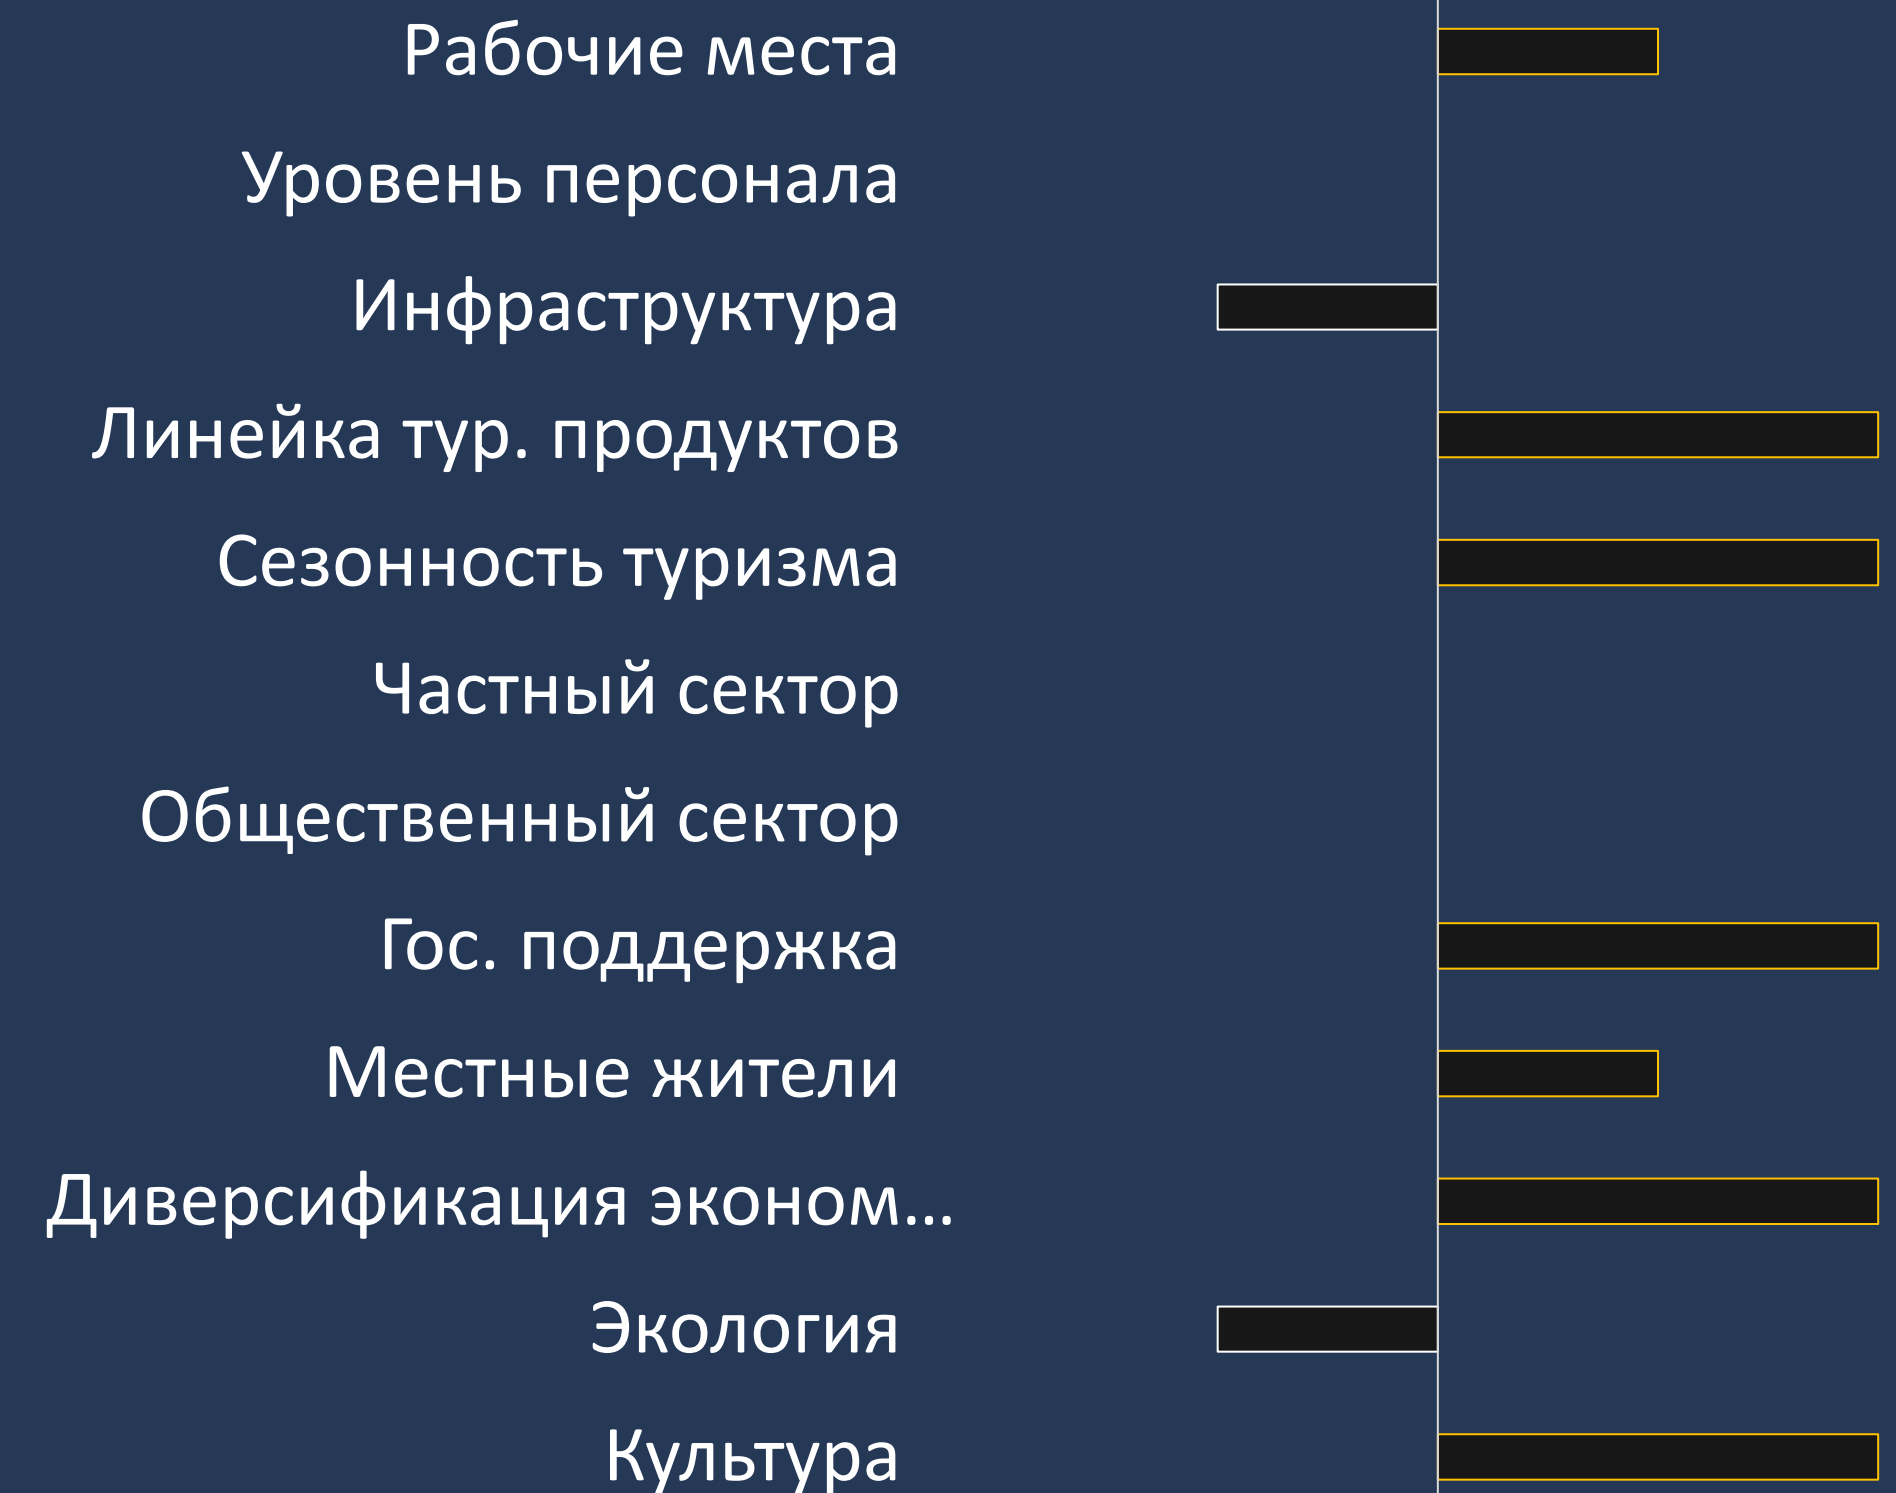 Рабочие места
Уровень персонала
Инфраструктура
Линейка тур. продуктов
Сезонность туризма
Частный сектор
Общественный сектор
Гос. поддержка
Местные жители
Диверсификация эконом...
Экология
Культура